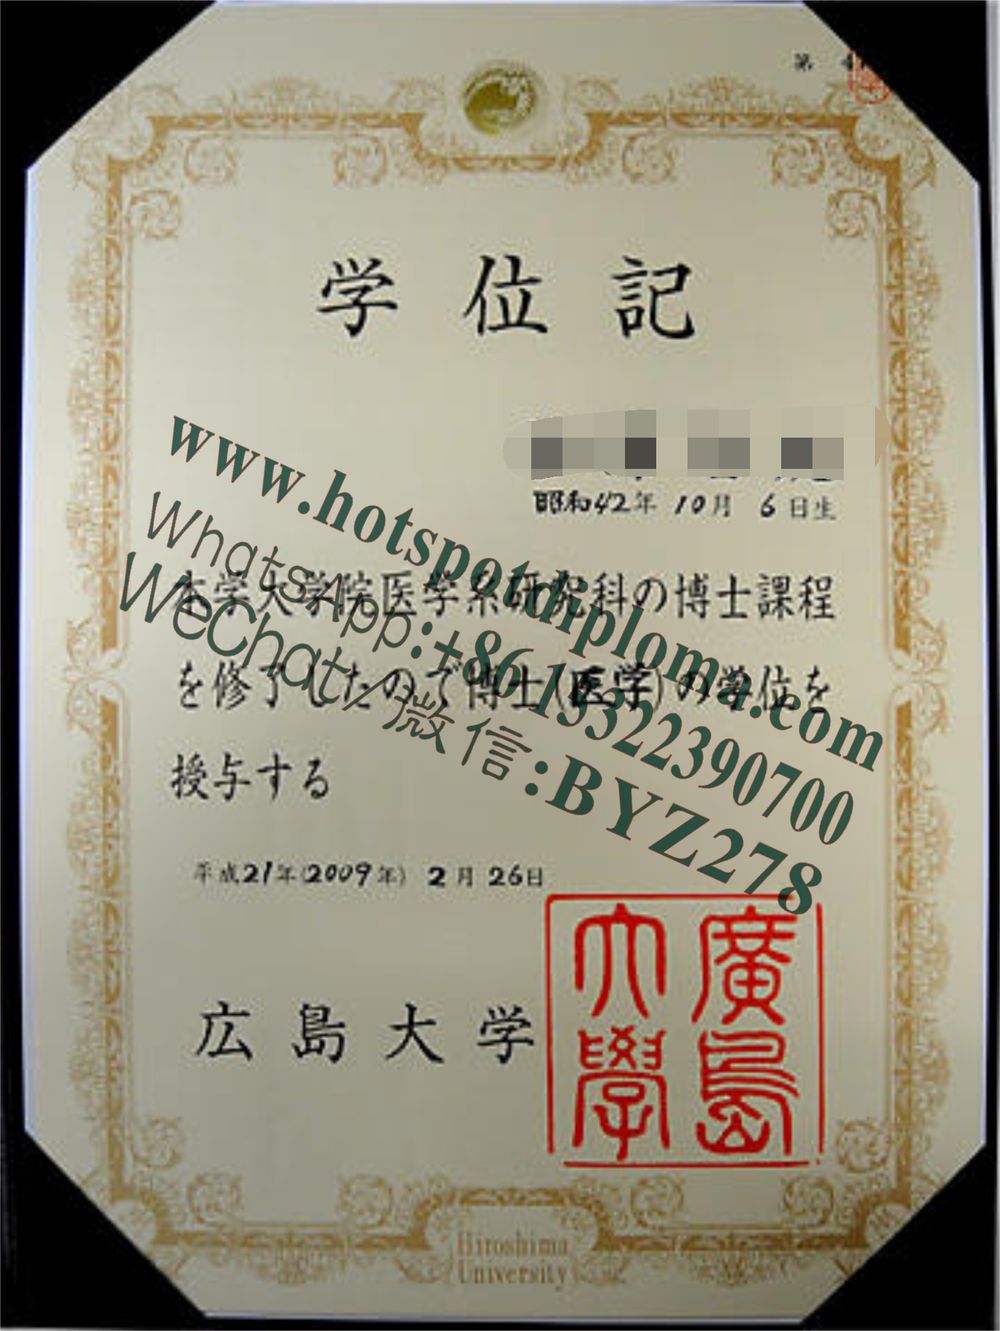 第
学位記
昭和42年 10月 6日生
本学大学院医学系研究科の博士課程
を修了したので博士(医学)の学位を
授与する
平成21年(2009年) 2月 26日
広島大学
廣島
大學
Hiroshima
University
www.hotspotdiploma.com
WhatsApp:+8613322390700
WeChat/微信:BYZ278